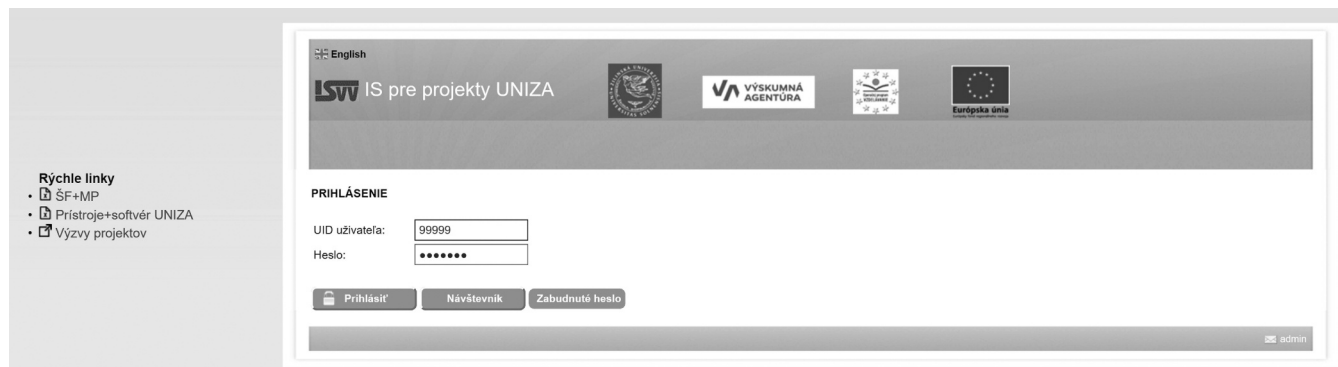 Rýchle linky
ŠF+MP
Prístroje+softvér UNIZA
Výzvy projektov
English
ISVV IS pre projekty UNIZA
VÝSKUMNÁ
AGENTÚRA
Európska únia
PRIHLÁSENIE
UID užívateľa: 99999
Heslo: •••••••
Prihlásiť Návštevník Zabudnuté heslo
admin